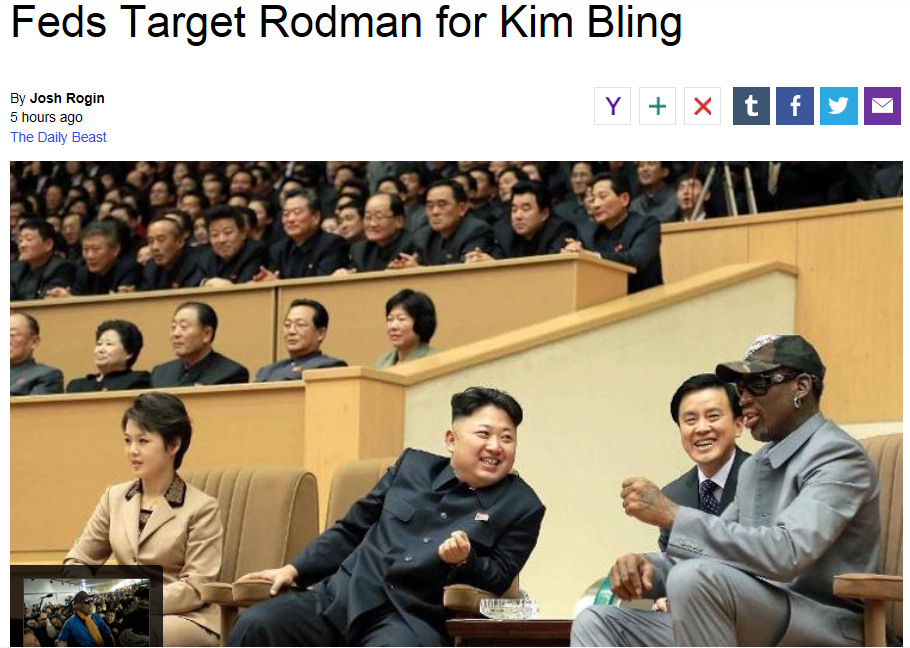 Feds Target Rodman for Kim Bling
By Josh Rogin
5 hours ago
The Daily Beast